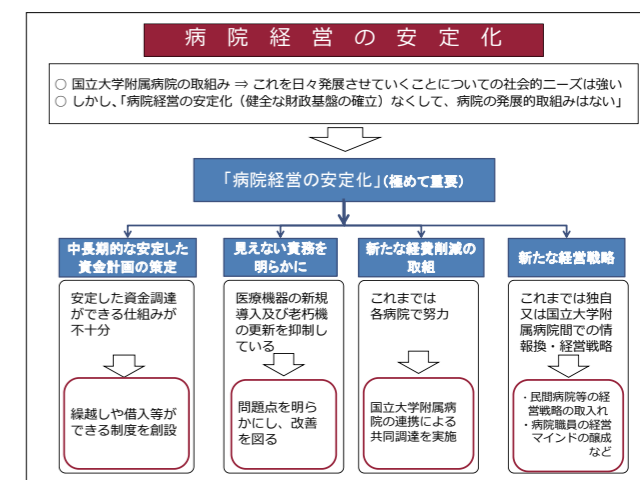 病院経営の安定化
○ 国立大学附属病院の取組み ⇒ これを日々発展させていくことについての社会的ニーズは強い
○ しかし、「病院経営の安定化（健全な財政基盤の確立）なくして、病院の発展的取組みはない」
「病院経営の安定化」(極めて重要)
中長期的な安定した
資金計画の策定
安定した資金調達
ができる仕組みが
不十分
繰越しや借入等が
できる制度を創設
見えない責務を
明らかに
医療機器の新規
導入及び老朽機
の更新を抑制し
ている
問題点を明ら
かにし、改善
を図る
新たな経費削減の
取組
これまでは
各病院で努力
国立大学附属病
院の連携による
共同調達を実施
新たな経営戦略
これまでは独自
又は国立大学附
属病院間での情
報換・経営戦略
・民間病院等の経
営戦略の取入れ
・病院職員の経営
マインドの醸成
など